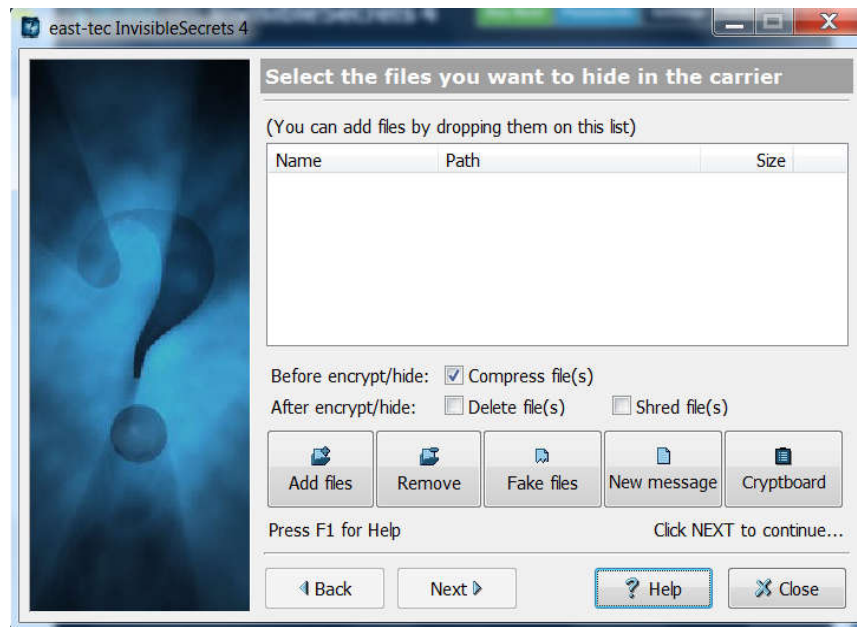 east-tec InvisibleSecrets 4
Select the files you want to hide in the carrier
(You can add files by dropping them on this list)
Name Path Size
Before encrypt/hide: Compress file(s)
After encrypt/hide: Delete file(s) Shred file(s)
Add files Remove Fake files New message Cryptboard
Press F1 for Help Click NEXT to continue...
Back Next Help Close